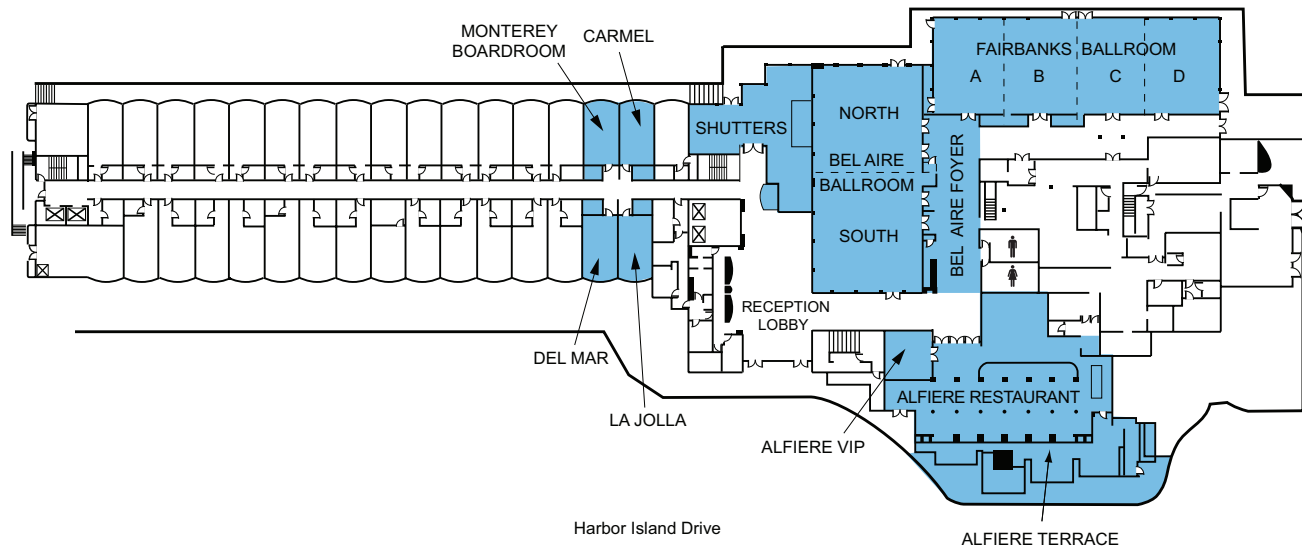 MONTEREY
BOARDROOM
CARMEL
FAIRBANKS BALLROOM
A B C D
SHUTTERS
NORTH
BEL AIRE
BALLROOM
SOUTH
BEL AIRE FOYER
RECEPTION
LOBBY
DEL MAR
LA JOLLA
ALFIERE RESTAURANT
ALFIERE VIP
Harbor Island Drive
ALFIERE TERRACE